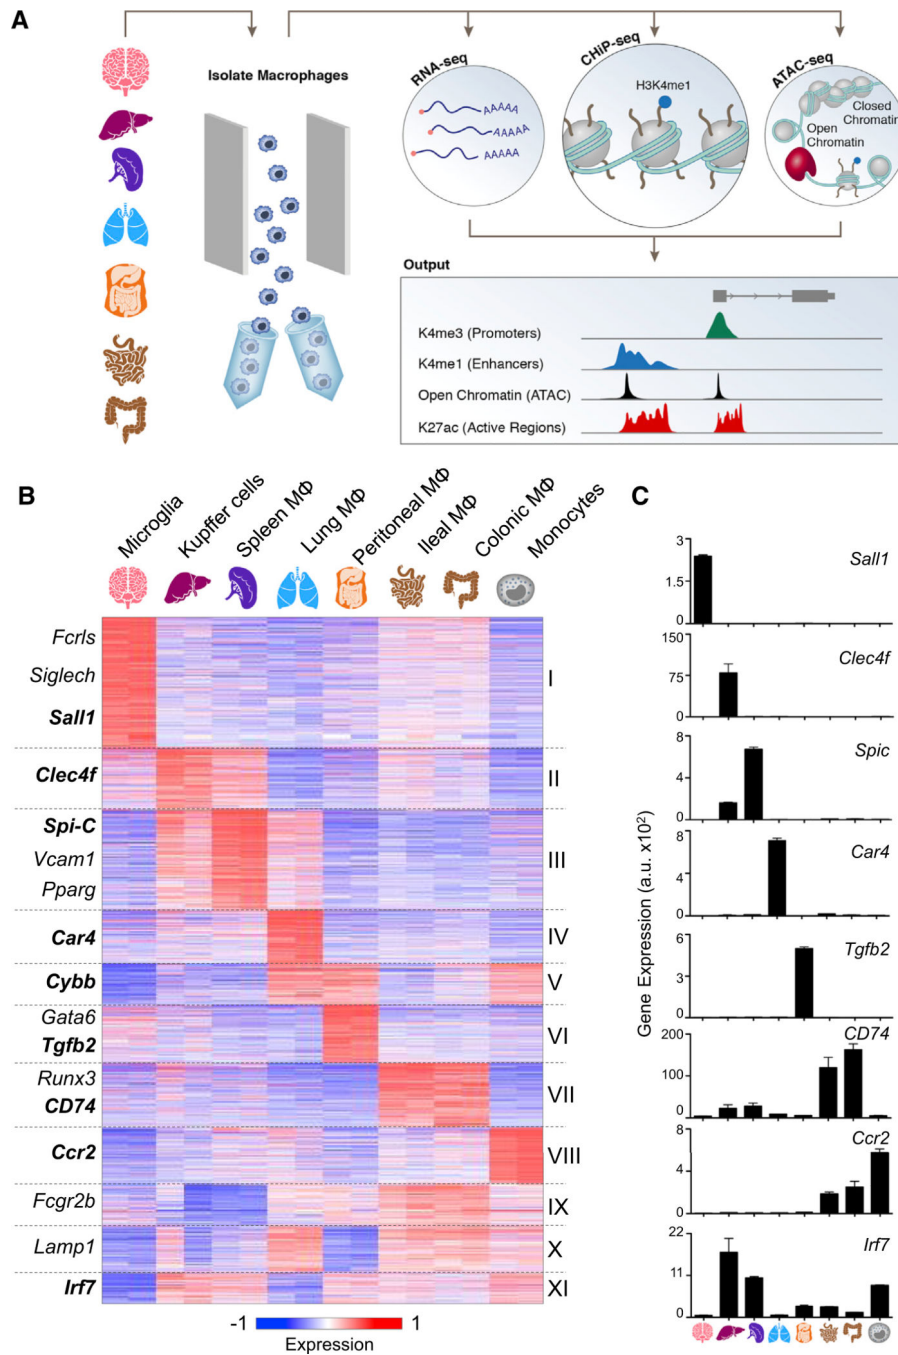 A
Isolate Macrophages
RNA-seq
AAAAA
AAAAA
AAAAA
CHiP-seq
H3K4me1
ATAC-seq
Closed
Chromatin
Open
Chromatin
Output
K4me3 (Promoters)
K4me1 (Enhancers)
Open Chromatin (ATAC)
K27ac (Active Regions)
B
Microglia
Kupffer cells
Spleen MΦ
Lung MΦ
Peritoneal MΦ
Ileal MΦ
Colonic MΦ
Monocytes
Fcrls
Siglech
Sall1
I
Clec4f
II
Spi-C
Vcam1
Pparg
III
Car4
IV
Cybb
V
Gata6
Tgfb2
VI
Runx3
CD74
VII
Ccr2
VIII
Fcgr2b
IX
Lamp1
X
Irf7
XI
-1
1
Expression
C
Gene Expression (a.u. x10²)
3
1.5
0
Sall1
150
75
0
Clec4f
8
4
0
Spic
8
4
0
Car4
6
3
0
Tgfb2
200
100
0
CD74
8
4
0
Ccr2
22
11
0
Irf7